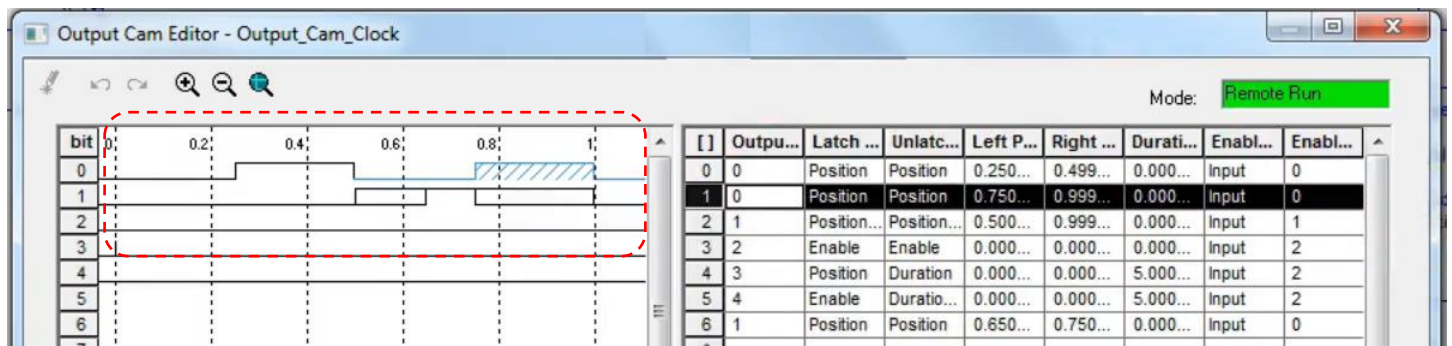 Output Cam Editor - Output_Cam_Clock
Mode: Remote Run
bit 0 0.2 0.4 0.6 0.8 1
0
1
2
3
4
5
6
[] Outpu... Latch ... Unlatc... Left P... Right ... Durati... Enabl... Enabl...
0 0 Position Position 0.250... 0.499... 0.000... Input 0
1 0 Position Position 0.750... 0.999... 0.000... Input 0
2 1 Position... Position... 0.500... 0.999... 0.000... Input 1
3 2 Enable Enable 0.000... 0.000... 0.000... Input 2
4 3 Position Duration 0.000... 0.000... 5.000... Input 2
5 4 Enable Duratio... 0.000... 0.000... 5.000... Input 2
6 1 Position Position 0.650... 0.750... 0.000... Input 0